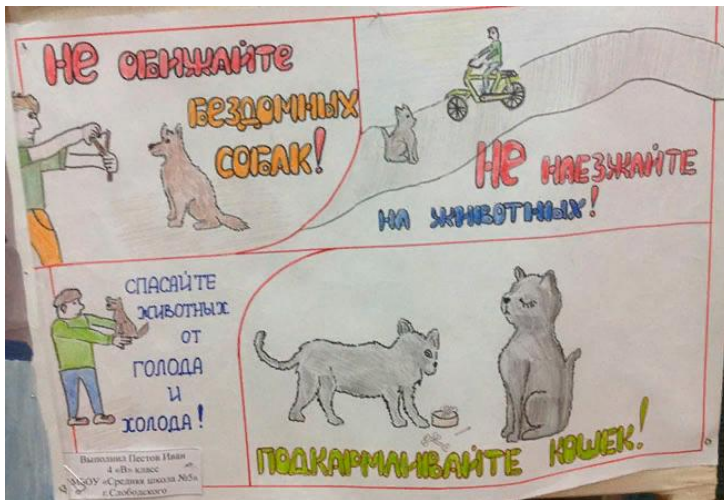 НЕ ОБИЖАЙТЕ
БЕЗДОМНЫХ
СОБАК!
НЕ НАЕЗЖАЙТЕ
НА ЖИВОТНЫХ!
СПАСАЙТЕ
ЖИВОТНЫХ
ОТ
ГОЛОДА
И
ХОЛОДА!
ПОДКАРМЛИВАЙТЕ КОШЕК!
Выполнил Пестов Иван
4 «В» класс
МБОУ «Средняя школа №5»
г.Слободского